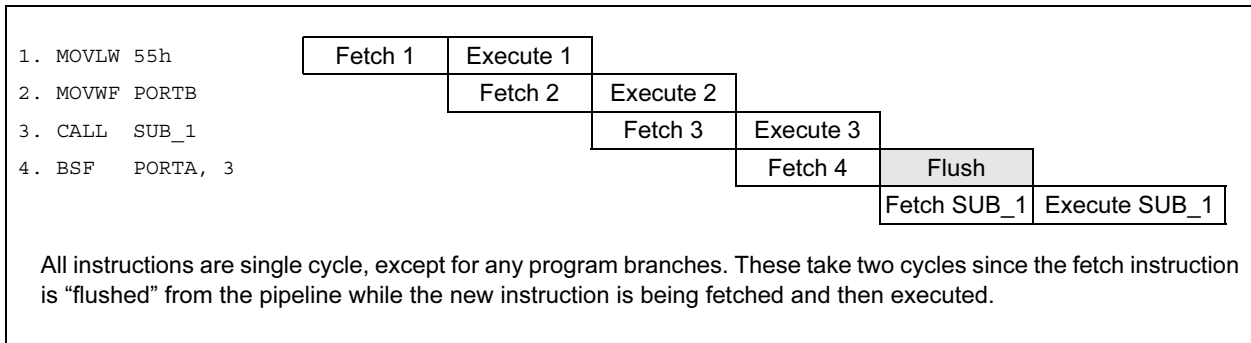 1. MOVLW 55h Fetch 1 Execute 1
2. MOVWF PORTB Fetch 2 Execute 2
3. CALL SUB_1 Fetch 3 Execute 3
4. BSF PORTA, 3 Fetch 4 Flush
Fetch SUB_1 Execute SUB_1
All instructions are single cycle, except for any program branches. These take two cycles since the fetch instruction
is “flushed” from the pipeline while the new instruction is being fetched and then executed.